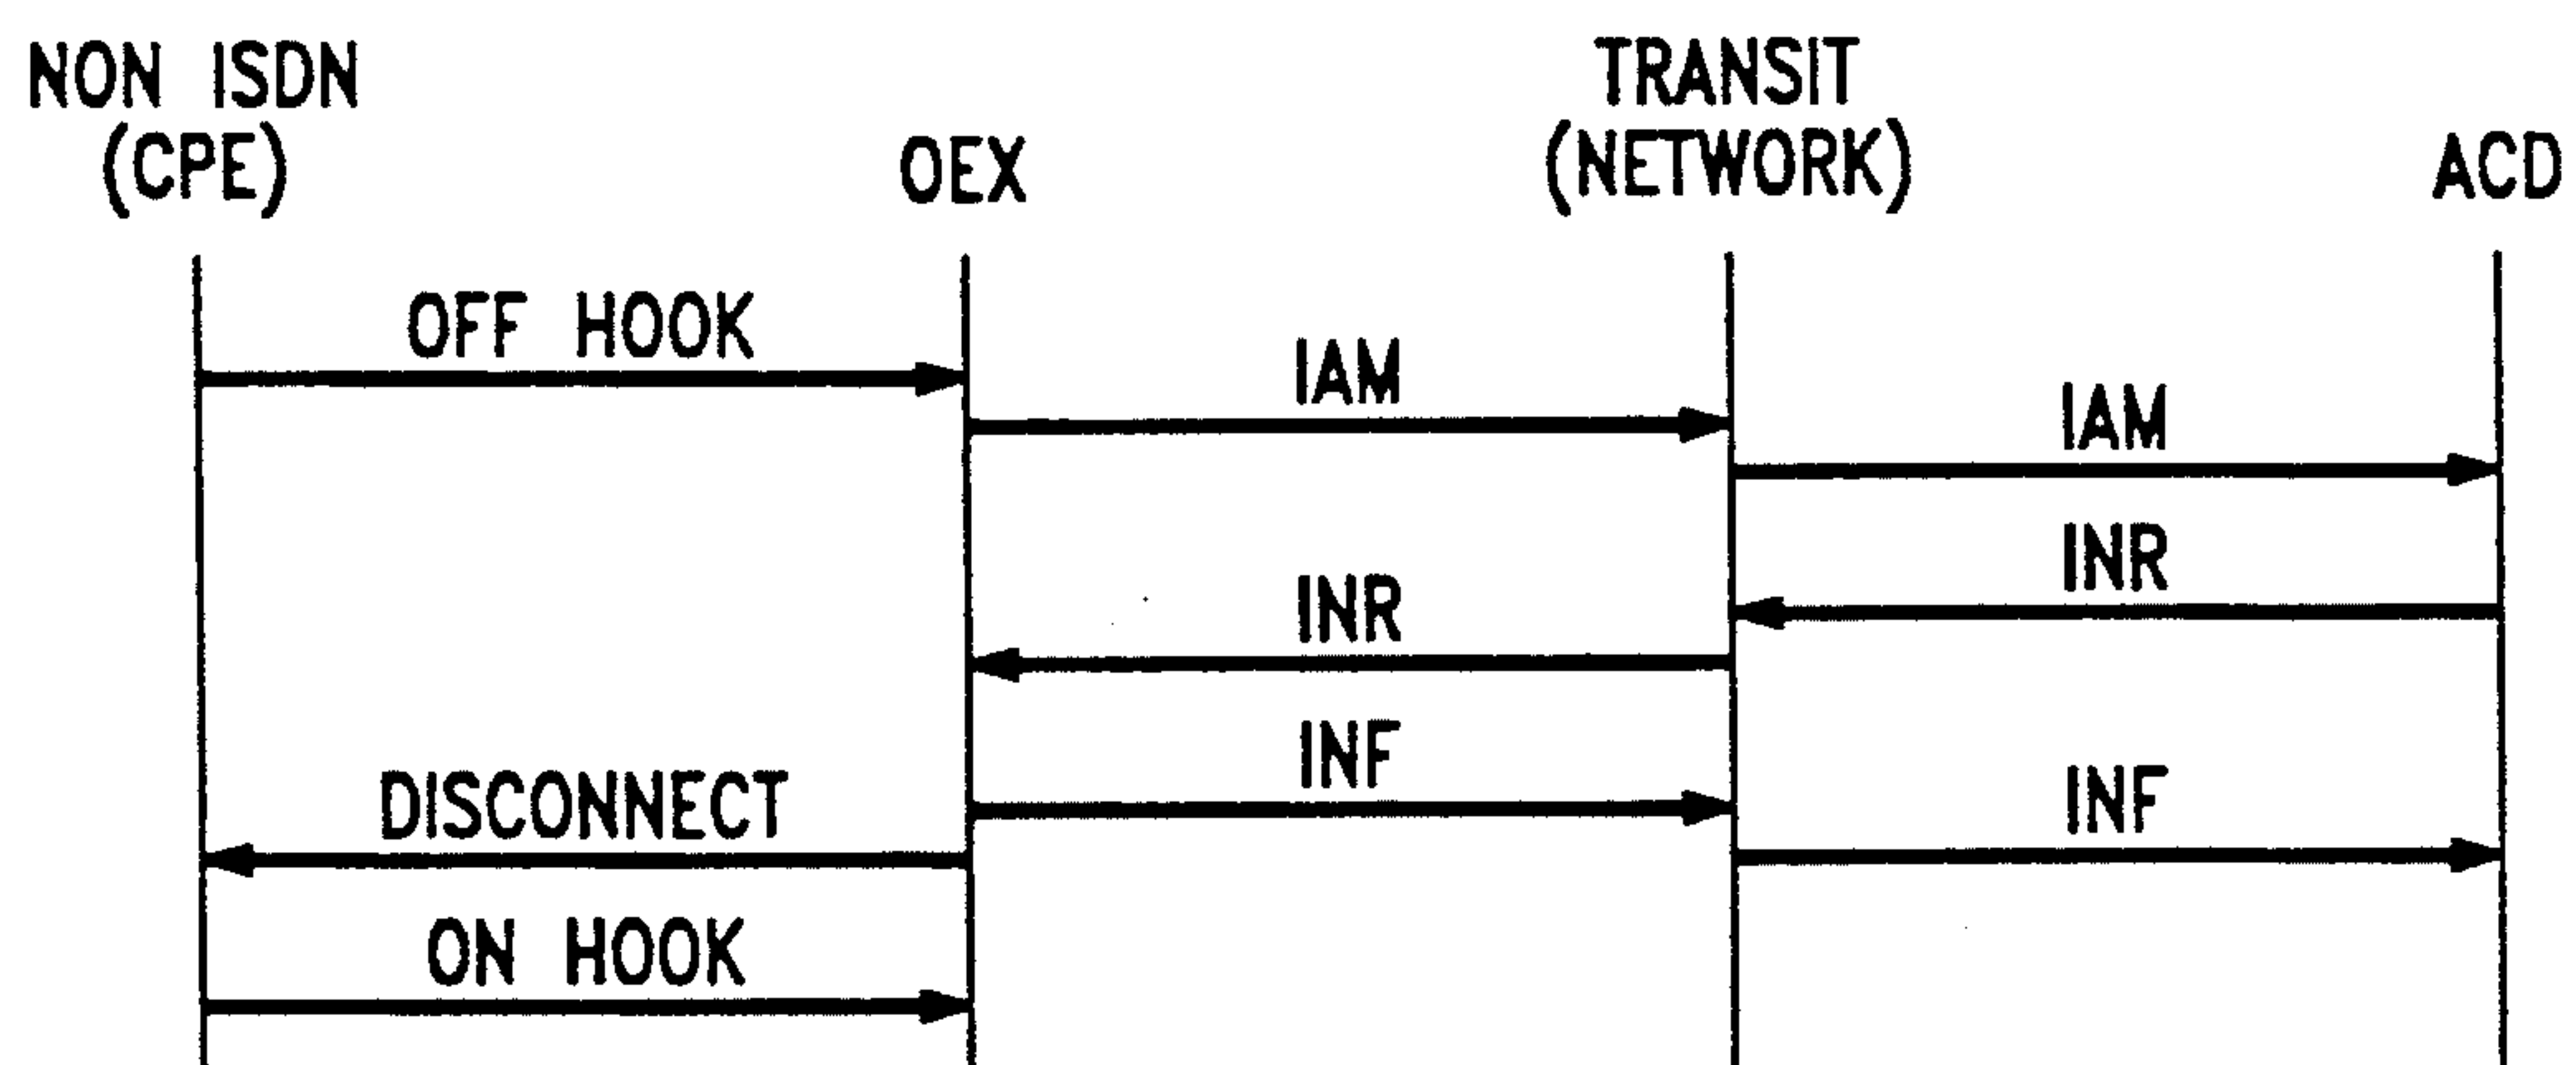 NON ISDN
(CPE)
OEX
TRANSIT
(NETWORK)
ACD
OFF HOOK
IAM
IAM
INR
INR
INF
INF
DISCONNECT
ON HOOK